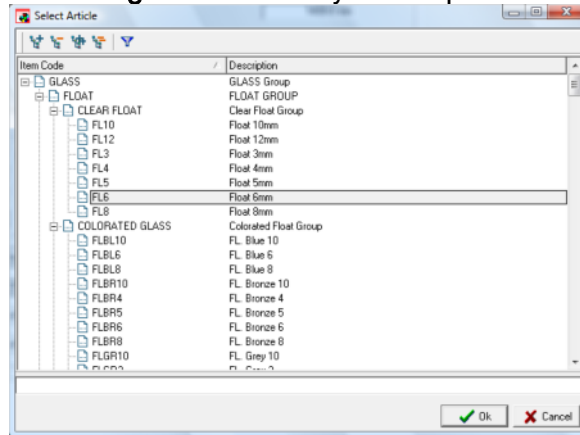 Select Article
Item Code / Description
GLASS GLASS Group
FLOAT FLOAT GROUP
CLEAR FLOAT Clear Float Group
FL10 Float 10mm
FL12 Float 12mm
FL3 Float 3mm
FL4 Float 4mm
FL5 Float 5mm
FL6 Float 6mm
FL8 Float 8mm
COLORATED GLASS Colorated Float Group
FLBL10 FL. Blue 10
FLBL6 FL. Blue 6
FLBL8 FL. Blue 8
FLBR10 FL. Bronze 10
FLBR4 FL. Bronze 4
FLBR5 FL. Bronze 5
FLBR6 FL. Bronze 6
FLBR8 FL. Bronze 8
FLGR10 FL. Grey 10
Ok Cancel